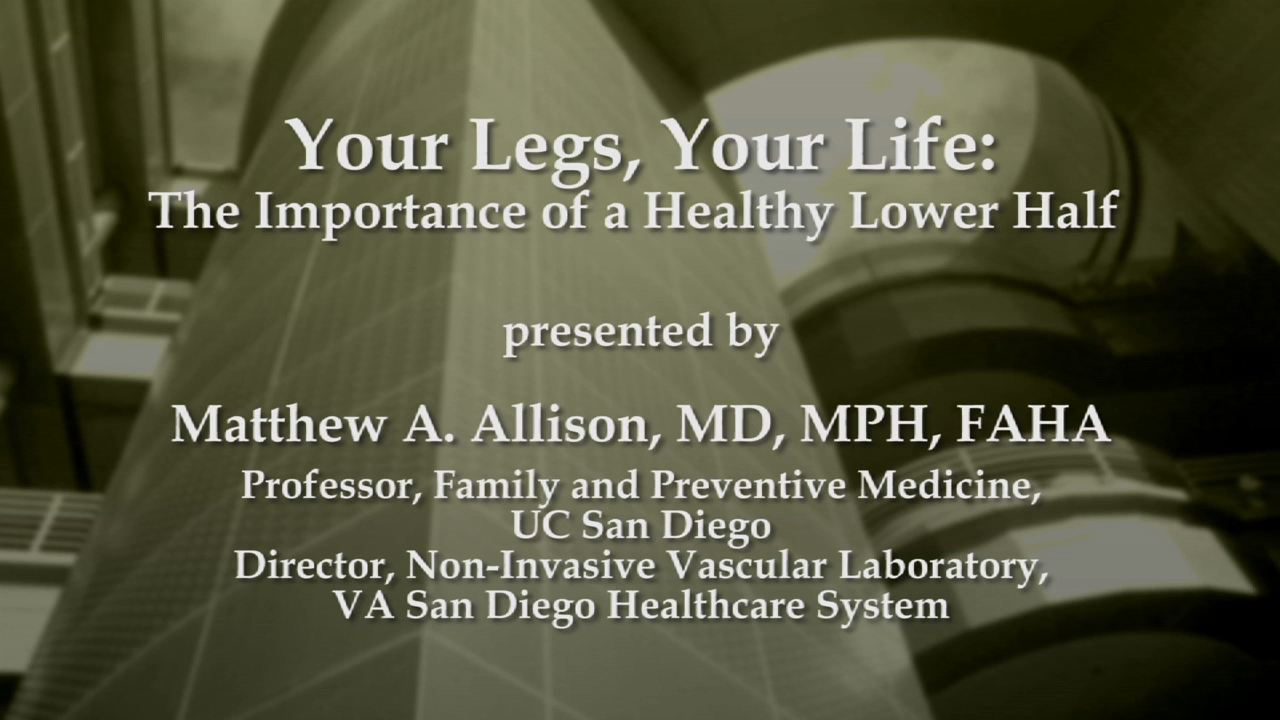 Your Legs, Your Life:
The Importance of a Healthy Lower Half
presented by
Matthew A. Allison, MD, MPH, FAHA
Professor, Family and Preventive Medicine,
UC San Diego
Director, Non-Invasive Vascular Laboratory,
VA San Diego Healthcare System